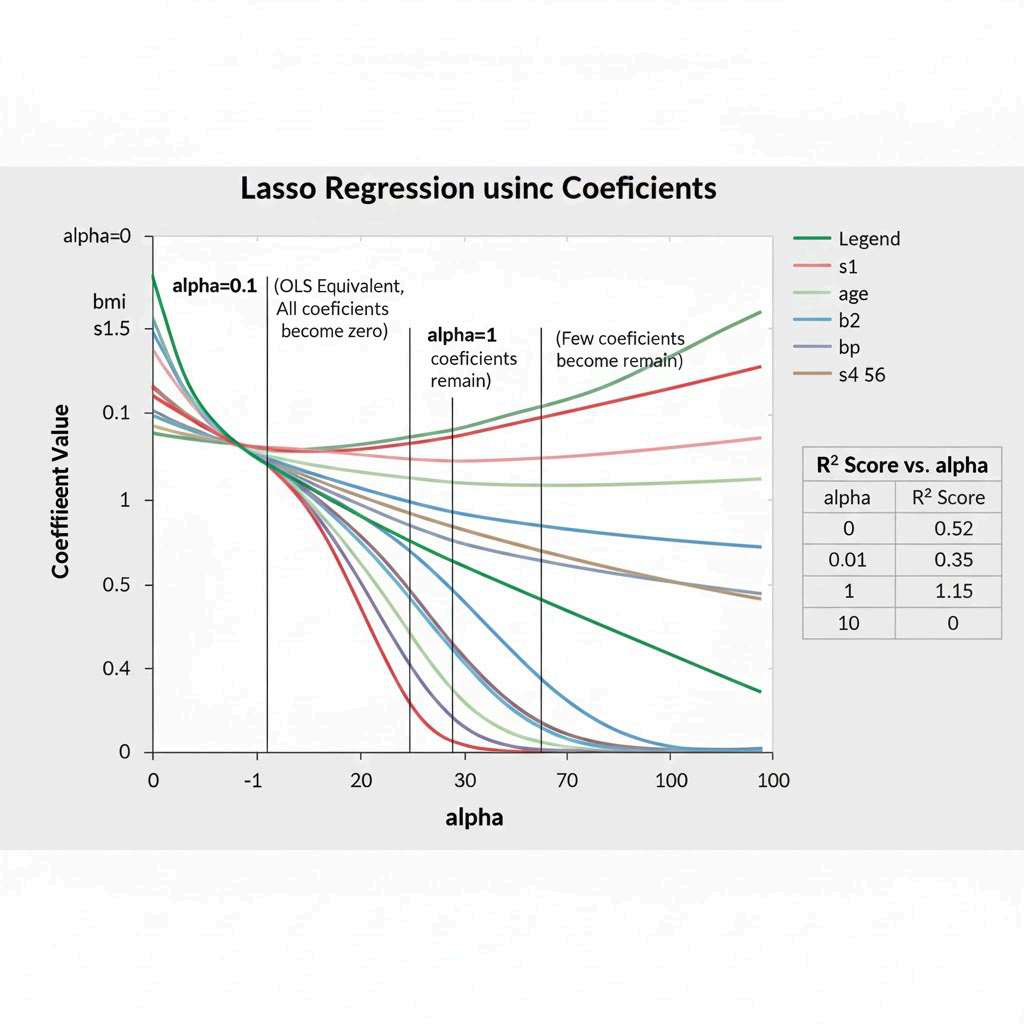 Lasso Regression usinc Coeficients
alpha=0
bmi
s1.5
0.1
1
0.5
0.4
0
Coeffiieent Value
alpha=0.1
(OLS Equivalent,
All coeficients
become zero)
alpha=1
coeficients
remain)
(Few coeficients
become remain)
0 -1 20 30 70 100 100
alpha
Legend
s1
age
b2
bp
s4 56
R² Score vs. alpha
alpha R² Score
0 0.52
0.01 0.35
1 1.15
10 0